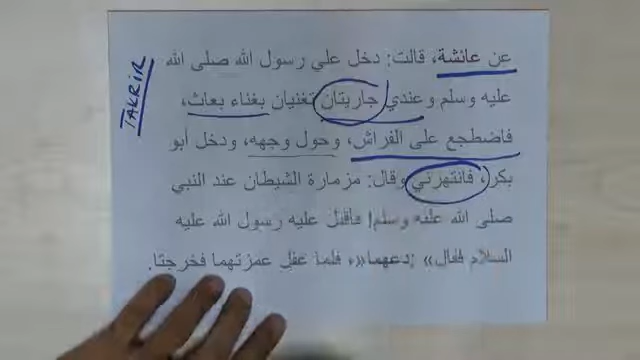 TAKRIR
عن عائشة، قالت: دخل علي رسول الله صلى الله
عليه وسلم وعندي جاريتان تغنيان بغناء بعاث،
فاضطجع على الفراش، وحول وجهه، ودخل أبو
بكر، فانتهرني وقال: مزمارة الشيطان عند النبي
صلى الله عليه وسلم فأقبل عليه رسول الله عليه
السلام فقال» :دعهما«، فلما غفل غمزتهما فخرجتا.